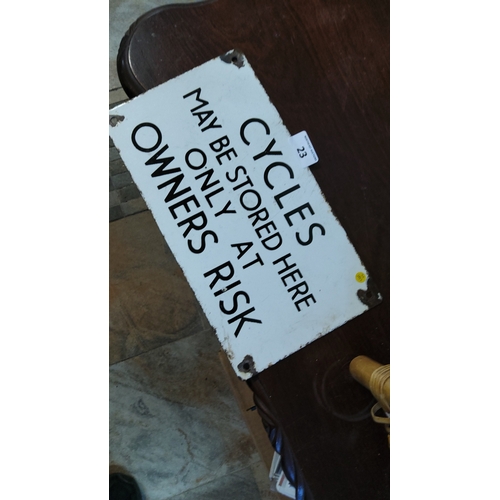 CYCLES
MAY BE STORED HERE
ONLY AT
OWNERS RISK
23